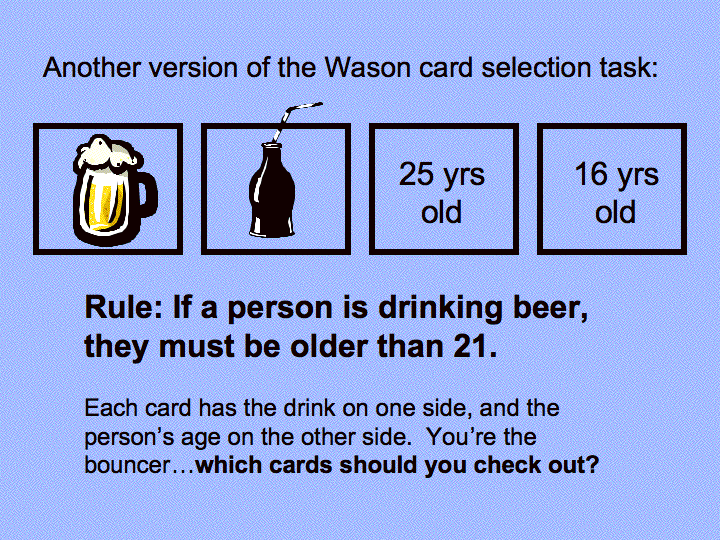 Another version of the Wason card selection task:
25 yrs
old
16 yrs
old
Rule: If a person is drinking beer,
they must be older than 21.
Each card has the drink on one side, and the
person’s age on the other side.  You’re the
bouncer…which cards should you check out?